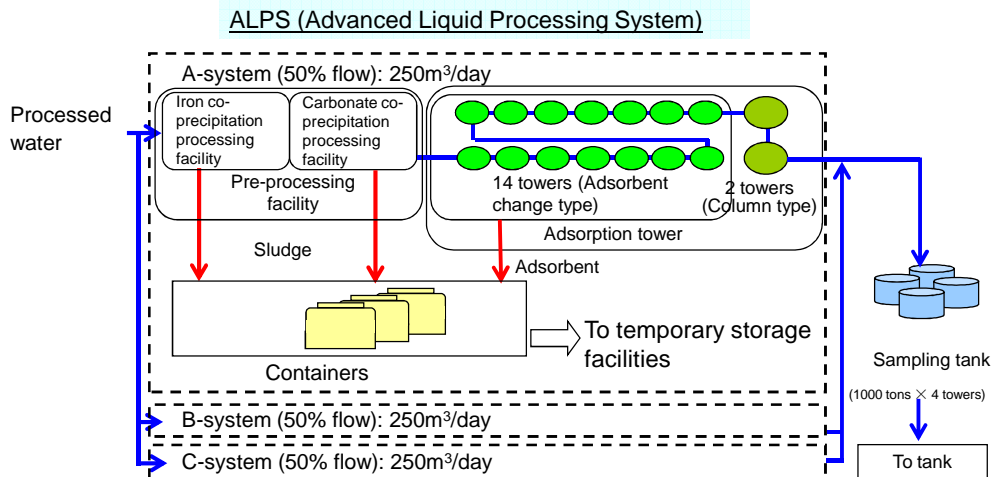 ALPS (Advanced Liquid Processing System)
A-system (50% flow): 250m³/day
Processed
water
Iron co-
precipitation
processing
facility
Carbonate co-
precipitation
processing
facility
Pre-processing
facility
14 towers (Adsorbent
change type)
2 towers
(Column type)
Adsorption tower
Sludge
Adsorbent
To temporary storage
facilities
Containers
Sampling tank
(1000 tons × 4 towers)
B-system (50% flow): 250m³/day
C-system (50% flow): 250m³/day
To tank